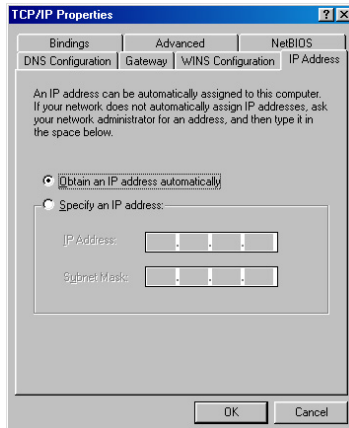 TCP/IP Properties
Bindings Advanced NetBIOS
DNS Configuration Gateway WINS Configuration IP Address
An IP address can be automatically assigned to this computer.
If your network does not automatically assign IP addresses, ask
your network administrator for an address, and then type it in
the space below.
Obtain an IP address automatically
Specify an IP address:
IP Address:
Subnet Mask:
OK Cancel